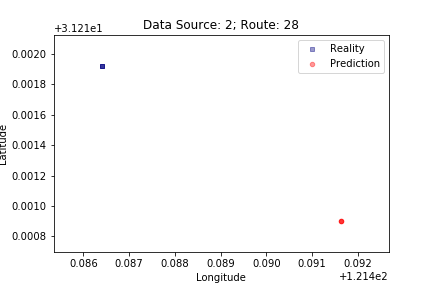 Data Source: 2; Route: 28
+3.121e1
Reality
Prediction
0.0020
0.0018
0.0016
0.0014
0.0012
0.0010
0.0008
Latitude
0.086 0.087 0.088 0.089 0.090 0.091 0.092
Longitude
+1.214e2